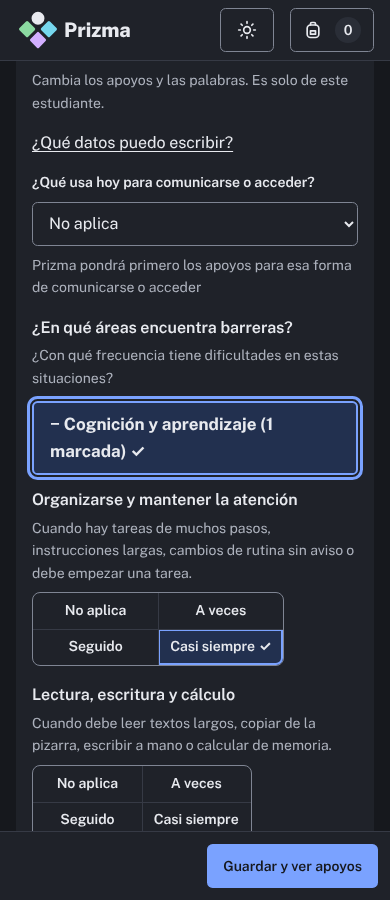 Prizma
0
Cambia los apoyos y las palabras. Es solo de este
estudiante.
¿Qué datos puedo escribir?
¿Qué usa hoy para comunicarse o acceder?
No aplica
Prizma pondrá primero los apoyos para esa forma
de comunicarse o acceder
¿En qué áreas encuentra barreras?
¿Con qué frecuencia tiene dificultades en estas
situaciones?
− Cognición y aprendizaje (1
marcada) ✓
Organizarse y mantener la atención
Cuando hay tareas de muchos pasos,
instrucciones largas, cambios de rutina sin aviso o
debe empezar una tarea.
No aplica A veces
Seguido Casi siempre ✓
Lectura, escritura y cálculo
Cuando debe leer textos largos, copiar de la
pizarra, escribir a mano o calcular de memoria.
No aplica A veces
Seguido Casi siempre
Guardar y ver apoyos